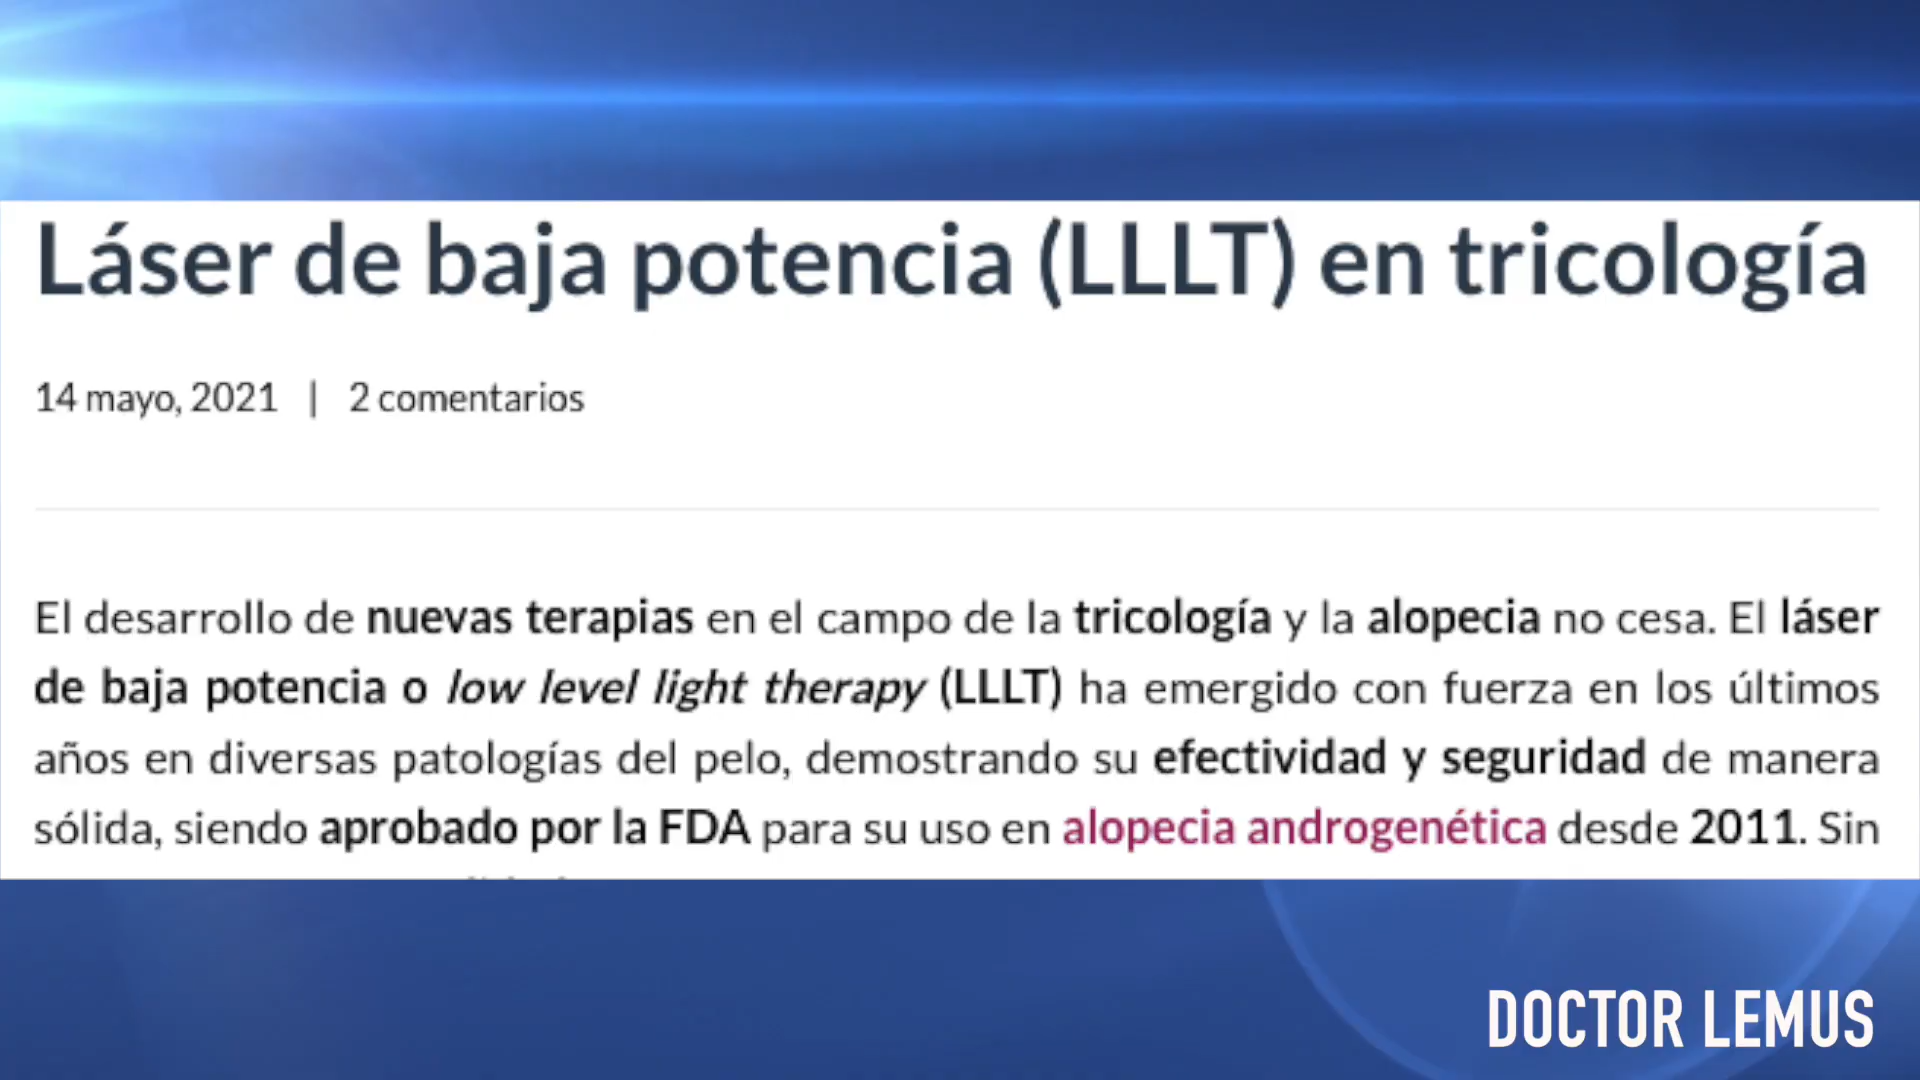 Láser de baja potencia (LLLT) en tricología
14 mayo, 2021 | 2 comentarios
El desarrollo de nuevas terapias en el campo de la tricología y la alopecia no cesa. El láser
de baja potencia o low level light therapy (LLLT) ha emergido con fuerza en los últimos
años en diversas patologías del pelo, demostrando su efectividad y seguridad de manera
sólida, siendo aprobado por la FDA para su uso en alopecia androgenética desde 2011. Sin
DOCTOR LEMUS